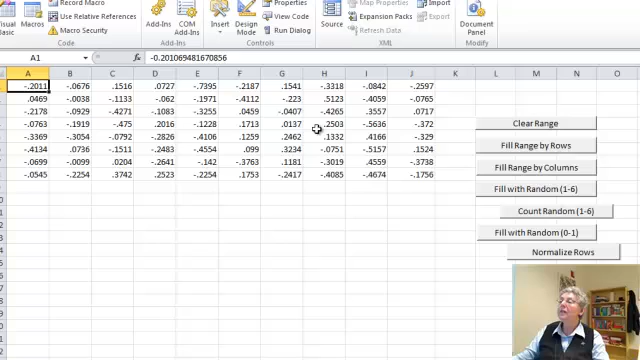 Record Macro
Properties
Map Properties
Import
Visual Basic
Macros
Use Relative References
Add-Ins
COM Add-Ins
Insert
Design Mode
View Code
Source
Expansion Packs
Export
Document Panel
Macro Security
Run Dialog
Refresh Data
Code
Add-Ins
Controls
XML
Modify
A1 fx -0.201069481670856
A B C D E F G H I J K L M N O
-.2011 -.0676 .1516 .0727 -.7395 -.2187 .1541 -.3318 -.0842 -.2597
.0469 -.0038 -.1133 -.062 -.1971 -.4112 -.223 .5123 -.4059 -.0765
-.2178 -.0929 -.4271 -.1083 -.3255 .0459 -.0407 -.4265 .3557 .0717
-.0763 -.1919 -.475 .2016 -.1228 .1713 .0137 .2503 -.5636 -.372
-.3369 -.3054 -.0792 -.2826 -.4106 .1259 .2462 .1332 .4166 -.329
-.4134 .0736 -.1511 -.2483 -.4554 .099 .3234 -.0751 -.5157 .1524
-.0699 -.0099 .0204 -.2641 -.142 -.3763 .1181 -.3019 .4559 -.3738
-.0545 -.2254 .3742 .2523 -.2254 .1753 -.2417 -.4085 -.4674 -.1756
Clear Range
Fill Range by Rows
Fill Range by Columns
Fill with Random (1-6)
Count Random (1-6)
Fill with Random (0-1)
Normalize Rows